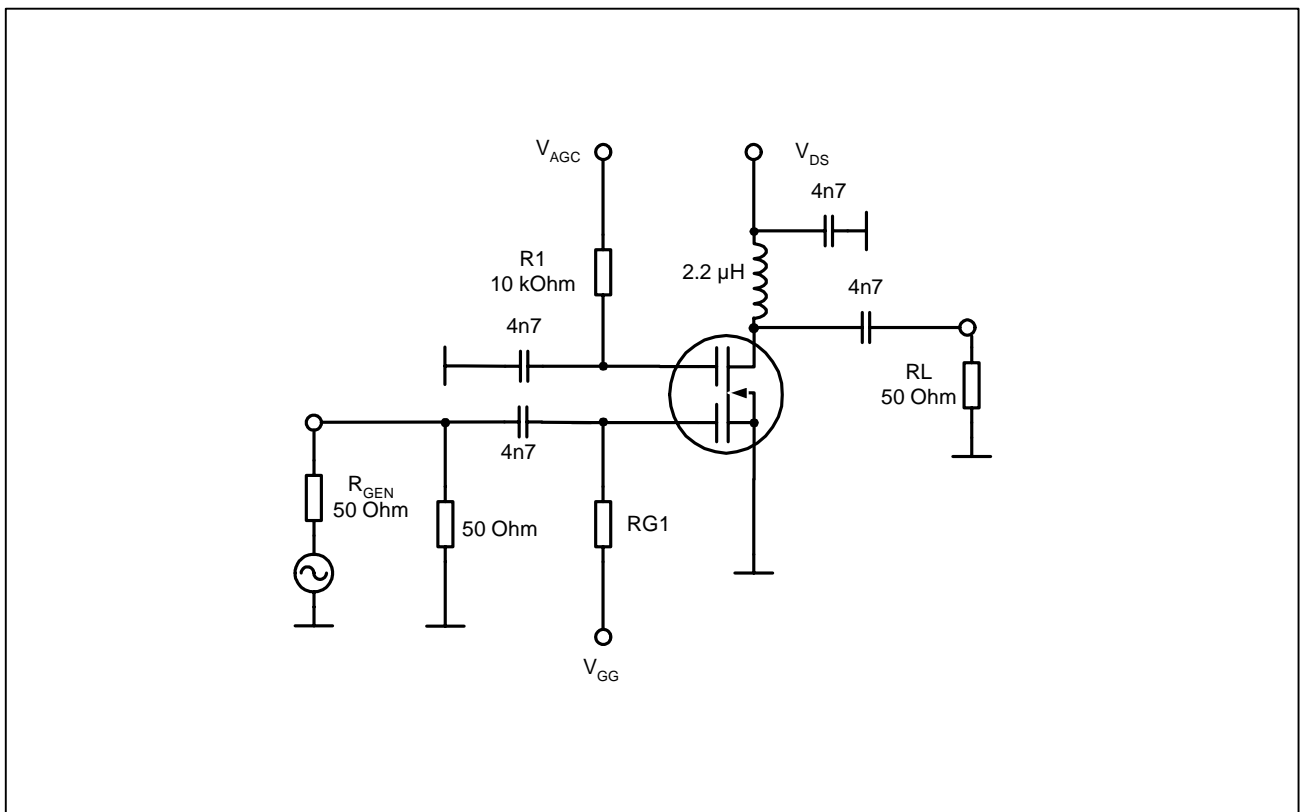 V_AGC
V_DS
4n7
R1
10 kOhm
2.2 µH
4n7
4n7
RL
50 Ohm
4n7
R_GEN
50 Ohm
50 Ohm
RG1
V_GG